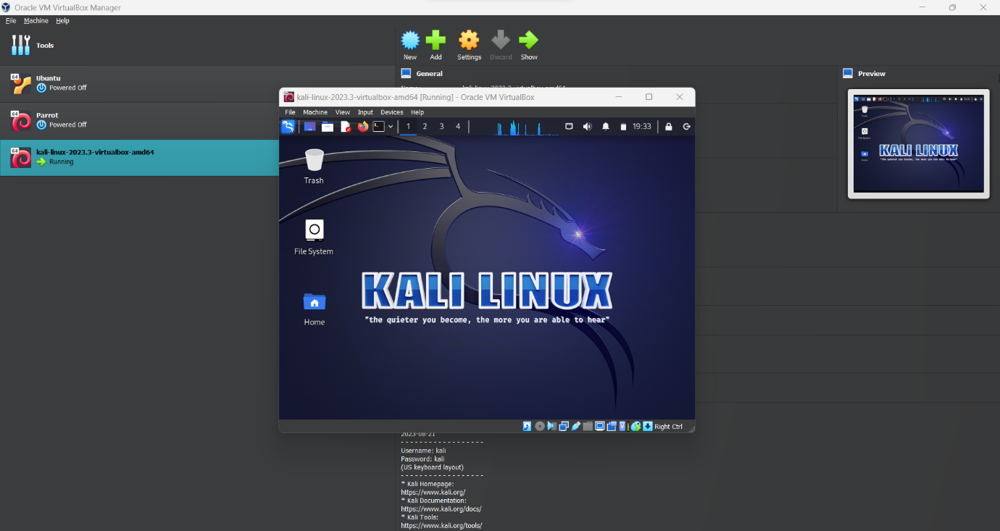 Oracle VM VirtualBox Manager
File Machine Help
Tools
New Add Settings Discard Show
64 Ubuntu
Powered Off
64 Parrot
Powered Off
64 kali-linux-2023.3-virtualbox-amd64
Running
General
Preview
kali-linux-2023.3-virtualbox-amd64 [Running] - Oracle VM VirtualBox
File Machine View Input Devices Help
1 2 3 4 19:33
Trash
File System
Home
KALI LINUX
"the quieter you become, the more you are able to hear"
Right Ctrl
KALI LINUX
2023-08-21
- - - - - - - - - - - - - - - - - -
Username: kali
Password: kali
(US keyboard layout)
- - - - - - - - - - - - - - - - - -
* Kali Homepage:
https://www.kali.org/
* Kali Documentation:
https://www.kali.org/docs/
* Kali Tools:
https://www.kali.org/tools/